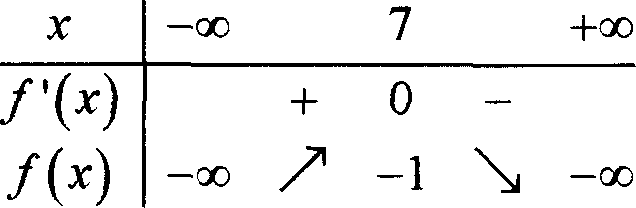 x −∞ 7 +∞
f'(x) + 0 −
f(x) −∞ ↗ −1 ↘ −∞